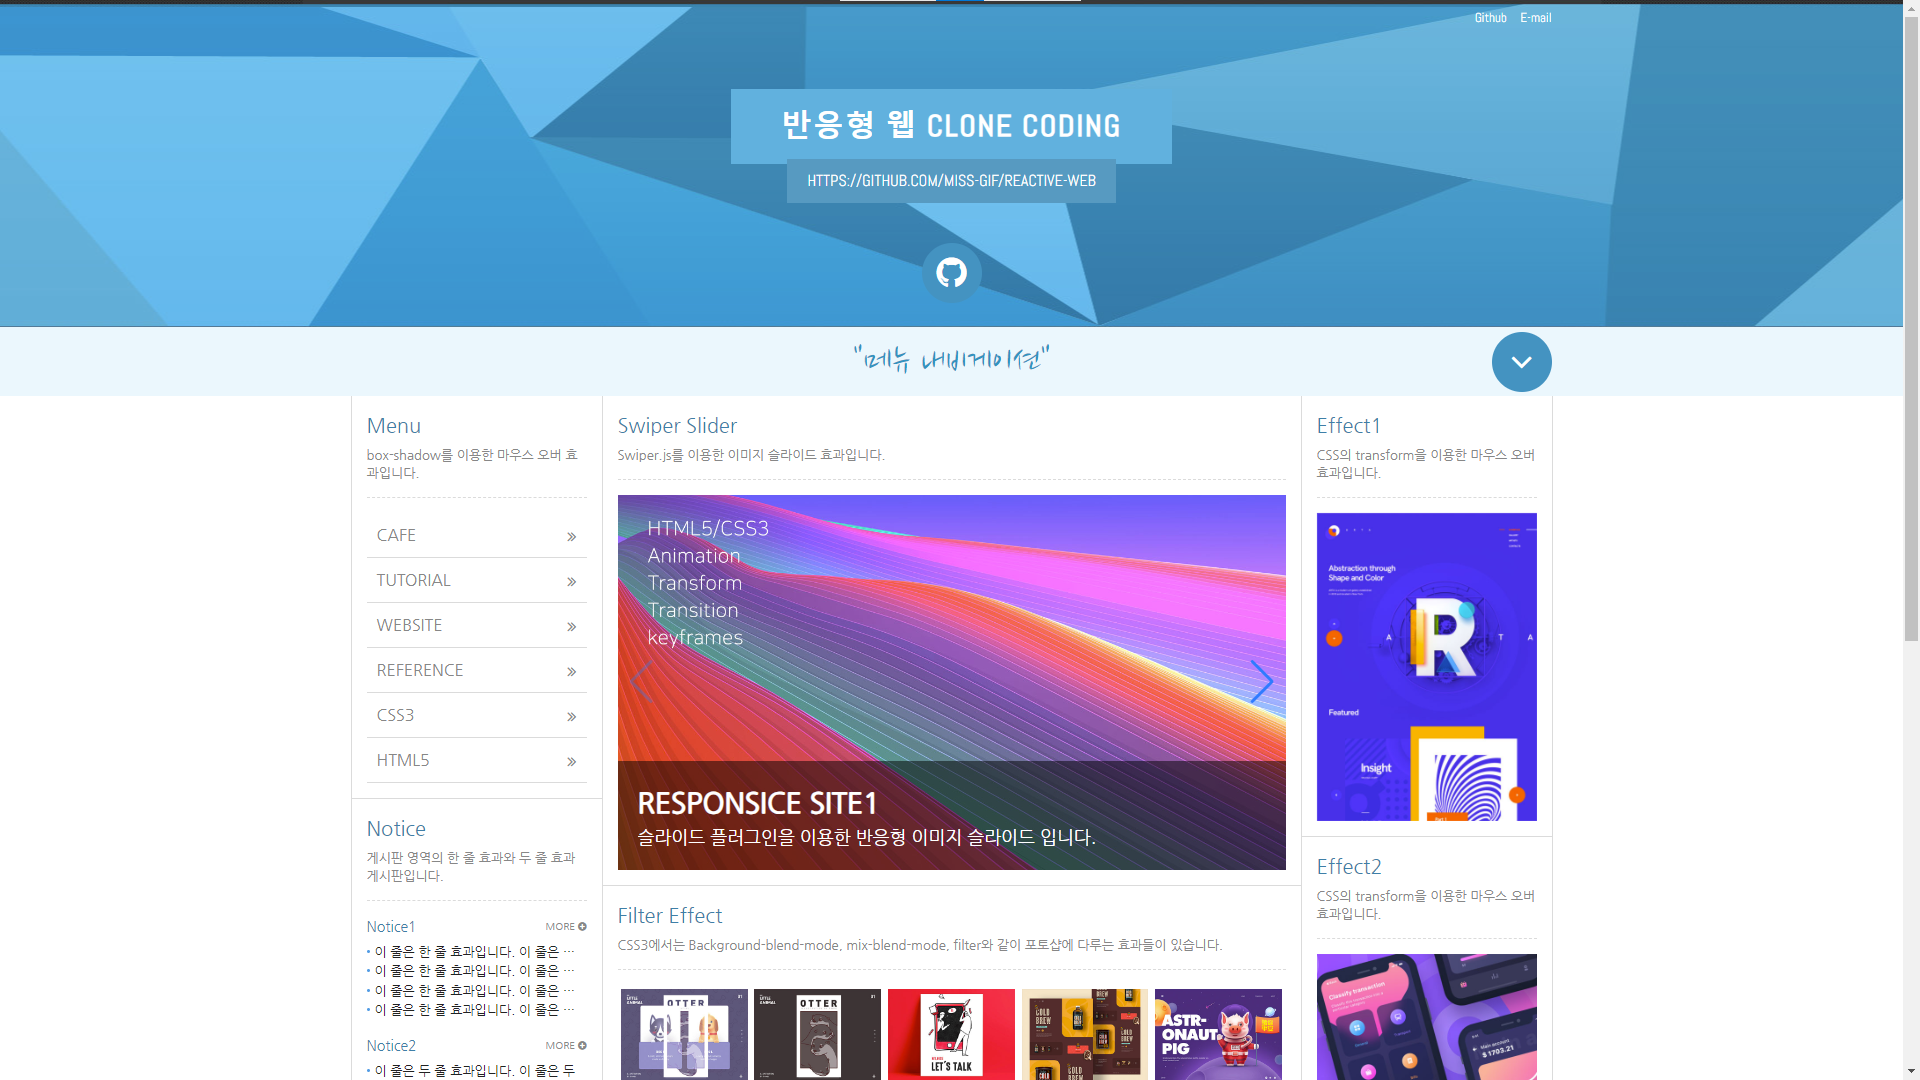 Github E-mail
반응형 웹 CLONE CODING
HTTPS://GITHUB.COM/MISS-GIF/REACTIVE-WEB
"메뉴 내비게이션"
Menu
box-shadow를 이용한 마우스 오버 효
과입니다.
CAFE
TUTORIAL
WEBSITE
REFERENCE
CSS3
HTML5
Notice
게시판 영역의 한 줄 효과와 두 줄 효과
게시판입니다.
Notice1 MORE
이 줄은 한 줄 효과입니다. 이 줄은 …
이 줄은 한 줄 효과입니다. 이 줄은 …
이 줄은 한 줄 효과입니다. 이 줄은 …
이 줄은 한 줄 효과입니다. 이 줄은 …
Notice2 MORE
이 줄은 두 줄 효과입니다. 이 줄은 두
Swiper Slider
Swiper.js를 이용한 이미지 슬라이드 효과입니다.
HTML5/CSS3
Animation
Transform
Transition
keyframes
RESPONSICE SITE1
슬라이드 플러그인을 이용한 반응형 이미지 슬라이드 입니다.
Filter Effect
CSS3에서는 Background-blend-mode, mix-blend-mode, filter와 같이 포토샵에 다루는 효과들이 있습니다.
OTTER
OTTER
LET'S TALK
COLD
BREW
COLD
BREW
COLD
ASTR-
ONAUT
PIG
Effect1
CSS의 transform을 이용한 마우스 오버
효과입니다.
Abstraction through
Shape and Color
R
A T A
Featured
Insight
Effect2
CSS의 transform을 이용한 마우스 오버
효과입니다.
Classify transaction
Main account
$ 1703.21